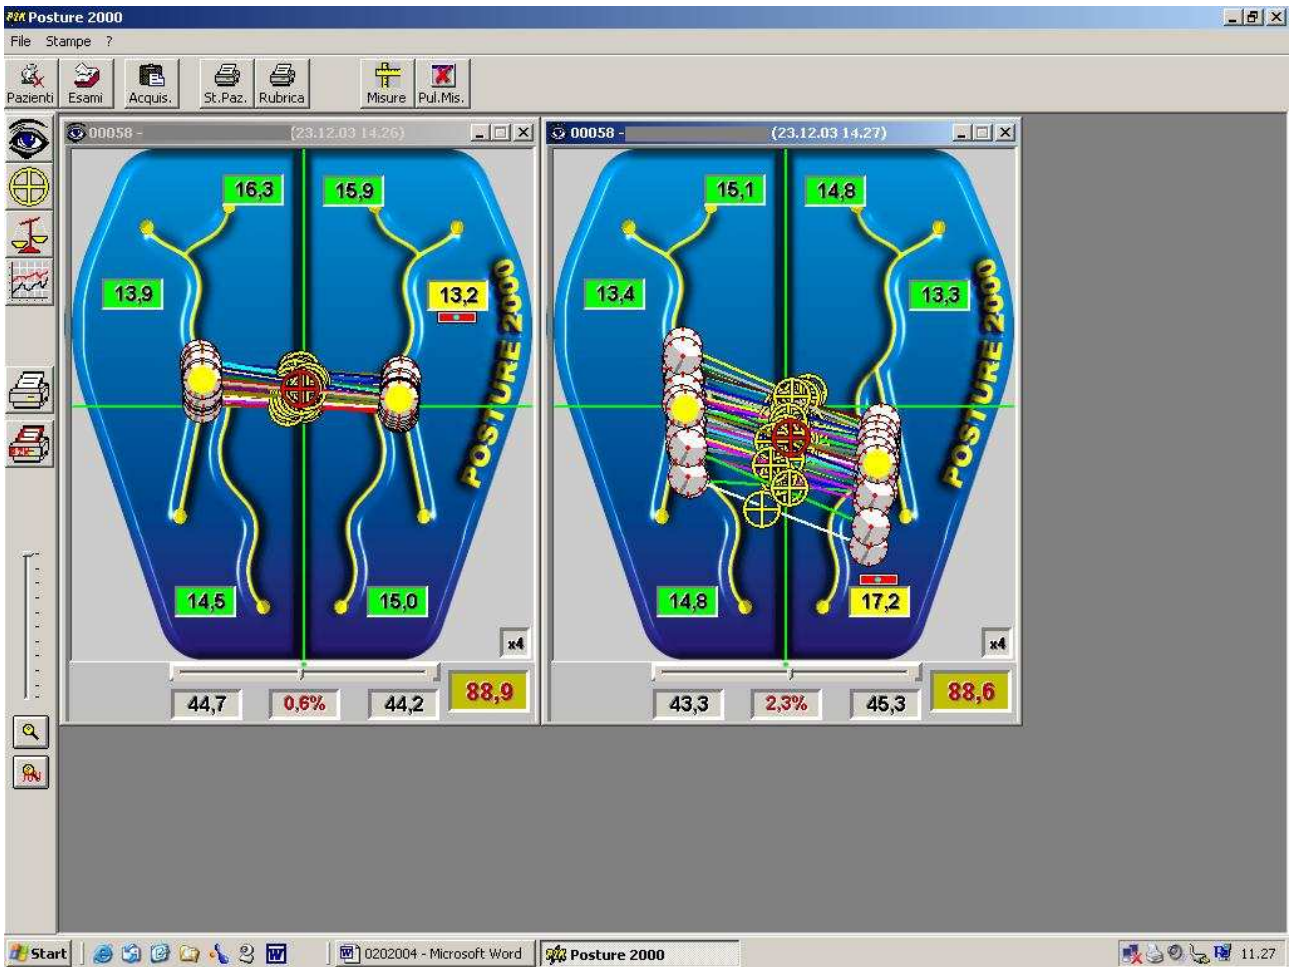 Posture 2000
File Stampe ?
Pazienti Esami Acquis. St.Paz. Rubrica Misure Pul.Mis.
00058 - (23.12.03 14.26)
16,3 15,9
13,9 13,2
POSTURE 2000
14,5 15,0
x4
44,7 0,6% 44,2 88,9
00058 - (23.12.03 14.27)
15,1 14,8
13,4 13,3
POSTURE 2000
14,8 17,2
x4
43,3 2,3% 45,3 88,6
Start 0202004 - Microsoft Word Posture 2000 11.27